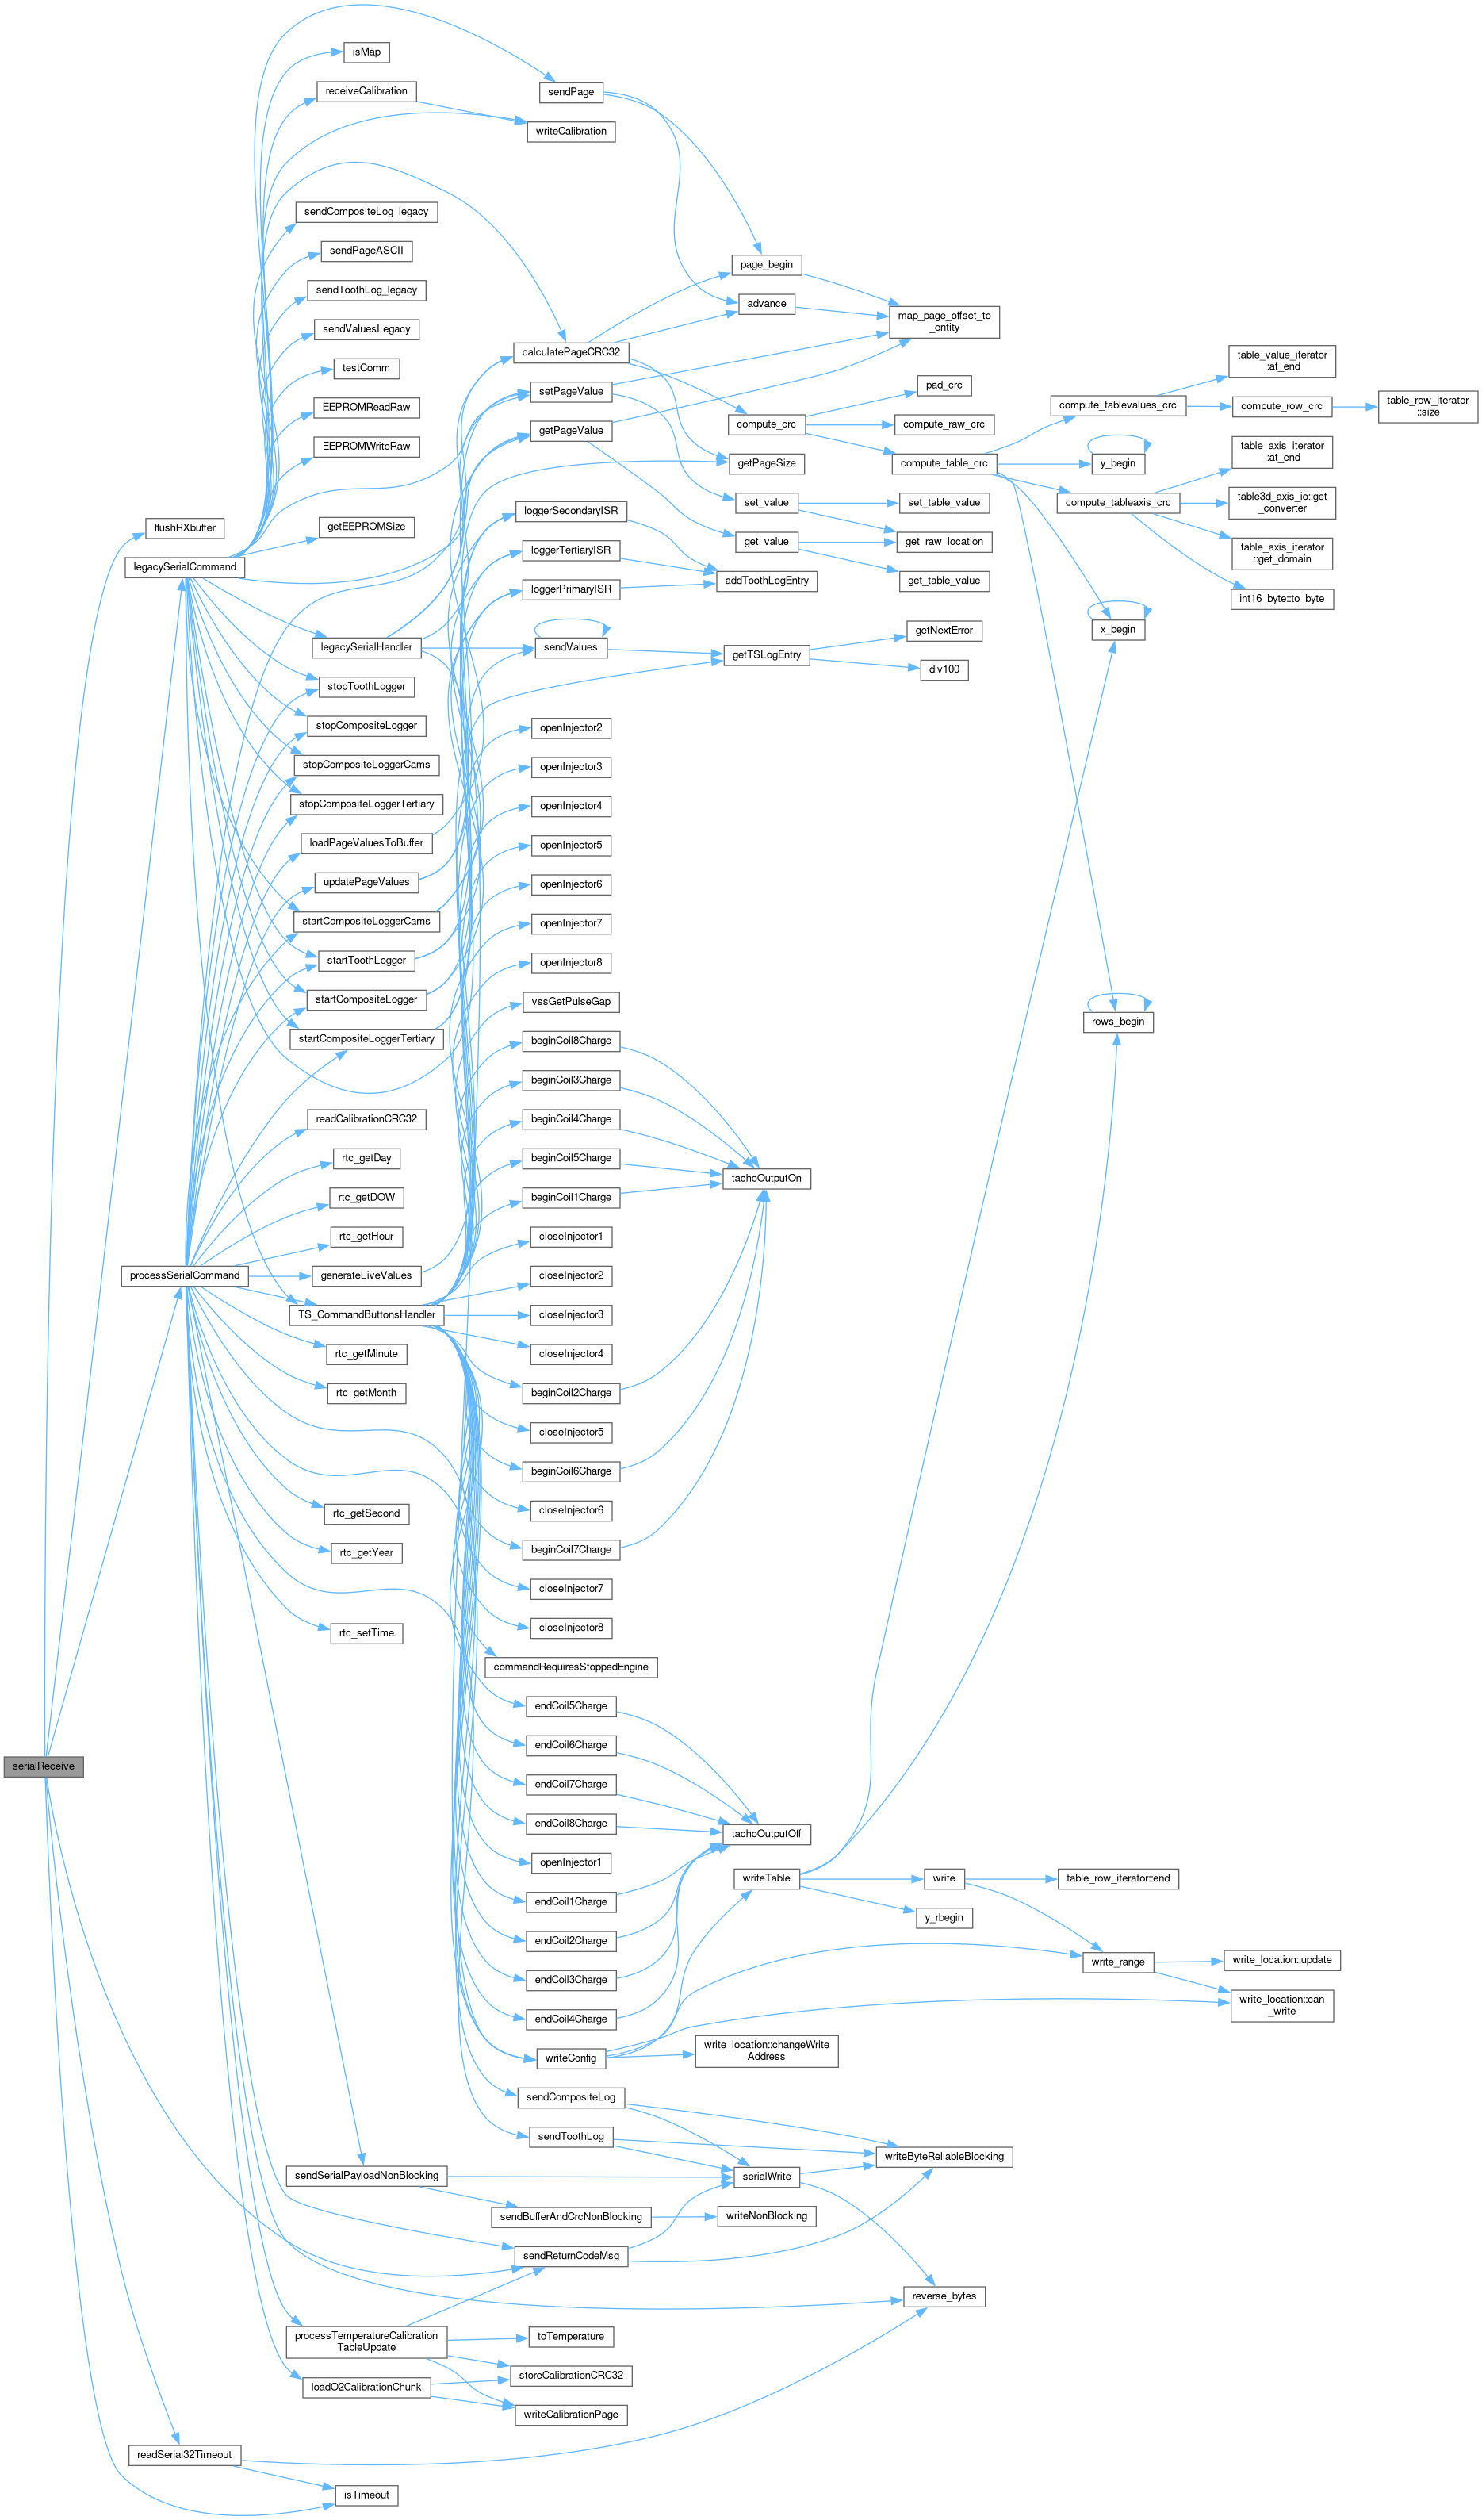 isMap
sendPage
receiveCalibration
writeCalibration
sendCompositeLog_legacy
sendPageASCII
page_begin
sendToothLog_legacy
advance
map_page_offset_to
_entity
sendValuesLegacy
calculatePageCRC32
table_value_iterator
::at_end
testComm
setPageValue
pad_crc
compute_tablevalues_crc
compute_row_crc
table_row_iterator
::size
EEPROMReadRaw
getPageValue
compute_crc
compute_raw_crc
EEPROMWriteRaw
getPageSize
compute_table_crc
y_begin
table_axis_iterator
::at_end
set_value
set_table_value
compute_tableaxis_crc
table3d_axis_io::get
_converter
flushRXbuffer
getEEPROMSize
loggerSecondaryISR
get_value
get_raw_location
table_axis_iterator
::get_domain
legacySerialCommand
loggerTertiaryISR
addToothLogEntry
get_table_value
loggerPrimaryISR
int16_byte::to_byte
getNextError
x_begin
legacySerialHandler
sendValues
getTSLogEntry
div100
stopToothLogger
stopCompositeLogger
openInjector2
stopCompositeLoggerCams
openInjector3
stopCompositeLoggerTertiary
openInjector4
loadPageValuesToBuffer
openInjector5
updatePageValues
openInjector6
startCompositeLoggerCams
openInjector7
startToothLogger
openInjector8
startCompositeLogger
vssGetPulseGap
rows_begin
startCompositeLoggerTertiary
beginCoil8Charge
beginCoil3Charge
readCalibrationCRC32
beginCoil4Charge
rtc_getDay
beginCoil5Charge
tachoOutputOn
rtc_getDOW
beginCoil1Charge
rtc_getHour
closeInjector1
processSerialCommand
generateLiveValues
closeInjector2
TS_CommandButtonsHandler
closeInjector3
rtc_getMinute
closeInjector4
rtc_getMonth
beginCoil2Charge
closeInjector5
beginCoil6Charge
rtc_getSecond
closeInjector6
rtc_getYear
beginCoil7Charge
closeInjector7
rtc_setTime
closeInjector8
commandRequiresStoppedEngine
endCoil5Charge
endCoil6Charge
serialReceive
endCoil7Charge
endCoil8Charge
tachoOutputOff
openInjector1
writeTable
write
table_row_iterator::end
endCoil1Charge
y_rbegin
endCoil2Charge
write_range
write_location::update
endCoil3Charge
write_location::can
_write
endCoil4Charge
writeConfig
write_location::changeWrite
Address
sendCompositeLog
sendToothLog
writeByteReliableBlocking
sendSerialPayloadNonBlocking
serialWrite
sendBufferAndCrcNonBlocking
writeNonBlocking
sendReturnCodeMsg
reverse_bytes
processTemperatureCalibration
TableUpdate
toTemperature
storeCalibrationCRC32
loadO2CalibrationChunk
writeCalibrationPage
readSerial32Timeout
isTimeout